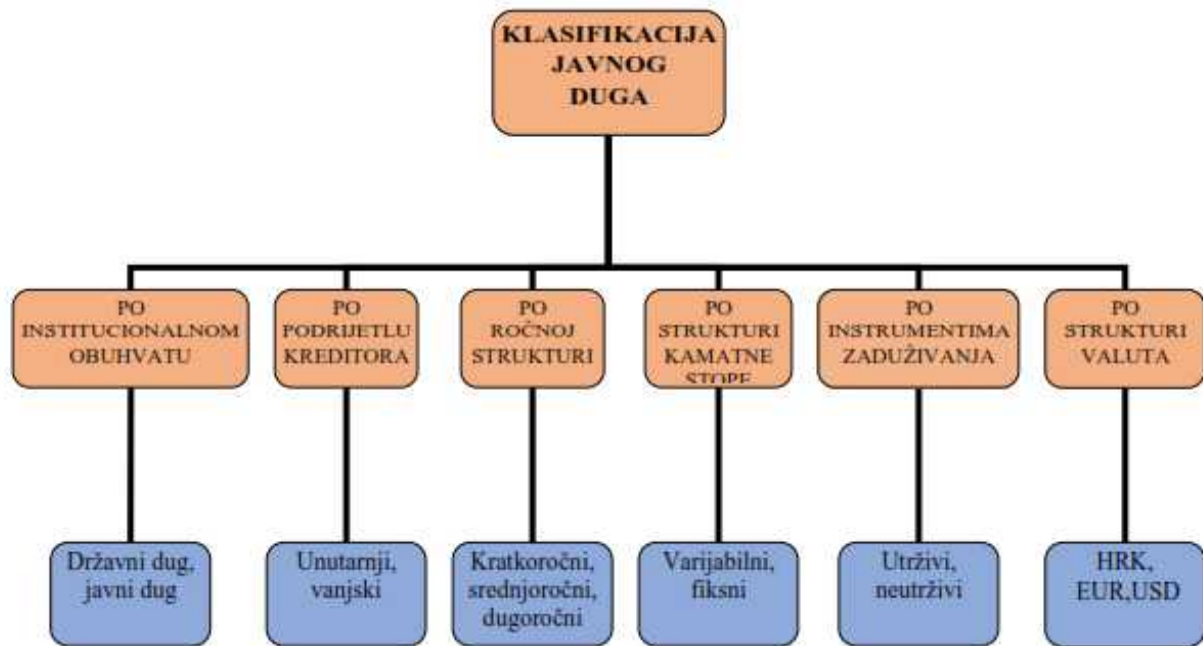 KLASIFIKACIJA
JAVNOG
DUGA
PO
INSTITUCIONALNOM
OBUHVATU
PO
PODRIJETLU
KREDITORA
PO
ROČNOJ
STRUKTURI
PO
STRUKTURI
KAMATNE
STOPE
PO
INSTRUMENTIMA
ZADUŽIVANJA
PO
STRUKTURI
VALUTA
Državni dug,
javni dug
Unutarnji,
vanjski
Kratkoročni,
srednjoročni,
dugoročni
Varijabilni,
fiksni
Utrživi,
neutrživi
HRK,
EUR,USD